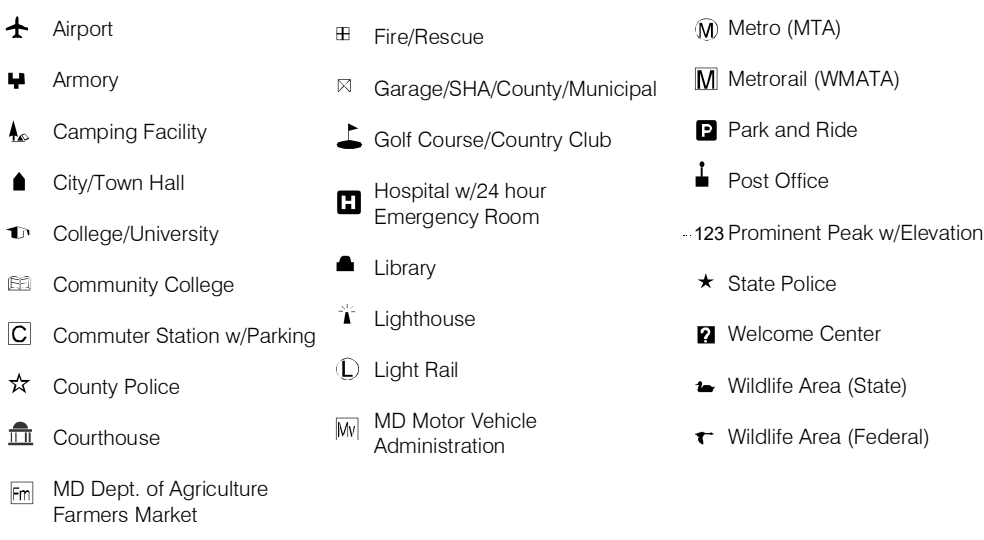 Airport
Armory
Camping Facility
City/Town Hall
College/University
Community College
C Commuter Station w/Parking
County Police
Courthouse
Fm MD Dept. of Agriculture
Farmers Market
Fire/Rescue
Garage/SHA/County/Municipal
Golf Course/Country Club
H Hospital w/24 hour
Emergency Room
Library
Lighthouse
L Light Rail
Mv MD Motor Vehicle
Administration
M Metro (MTA)
M Metrorail (WMATA)
P Park and Ride
Post Office
123 Prominent Peak w/Elevation
State Police
? Welcome Center
Wildlife Area (State)
Wildlife Area (Federal)